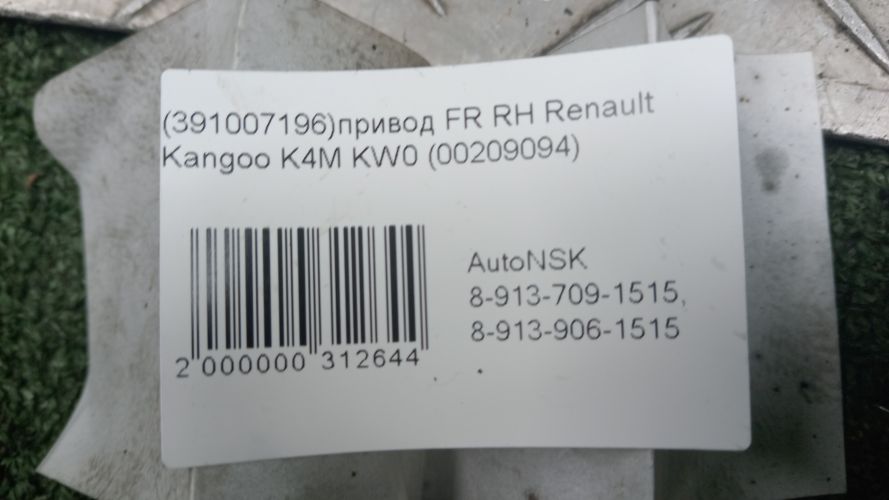 (391007196)привод FR RH Renault
Kangoo K4M KW0 (00209094)
AutoNSK
8-913-709-1515,
8-913-906-1515
2 000000 312644